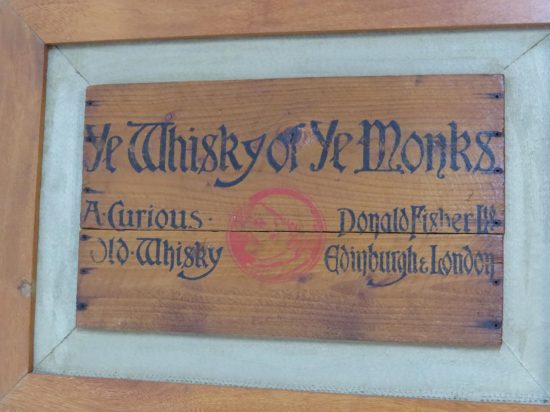 Ye Whisky of Ye Monks.
A·Curious· Donald Fisher Ltd
Old·Whisky Edinburgh & London